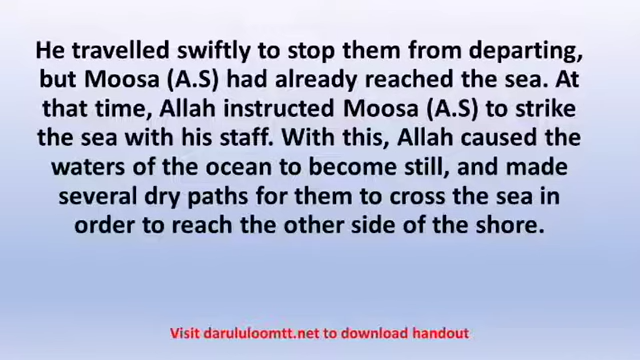 He travelled swiftly to stop them from departing,
but Moosa (A.S) had already reached the sea. At
that time, Allah instructed Moosa (A.S) to strike
the sea with his staff. With this, Allah caused the
waters of the ocean to become still, and made
several dry paths for them to cross the sea in
order to reach the other side of the shore.
Visit darululoomtt.net to download handout